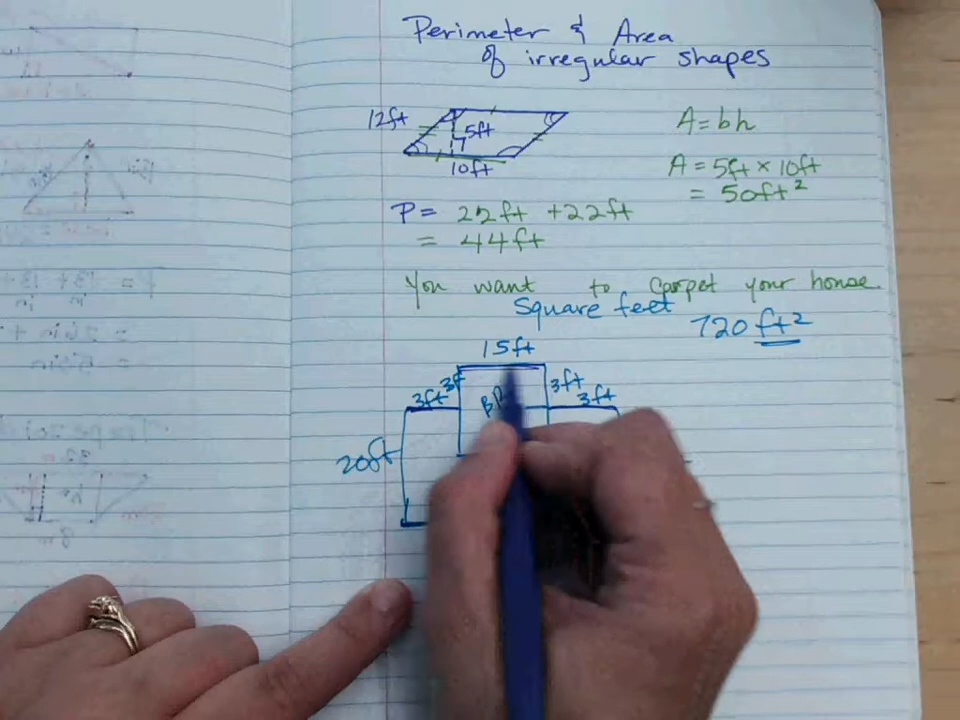 Perimeter & Area
of irregular shapes
12ft
5ft
10ft
A = bh
A = 5ft × 10ft
= 50ft²
P = 22ft + 22ft
= 44ft
You want to carpet your house.
Square feet
720 ft²
15ft
3ft
3f
3ft
3ft
20ft